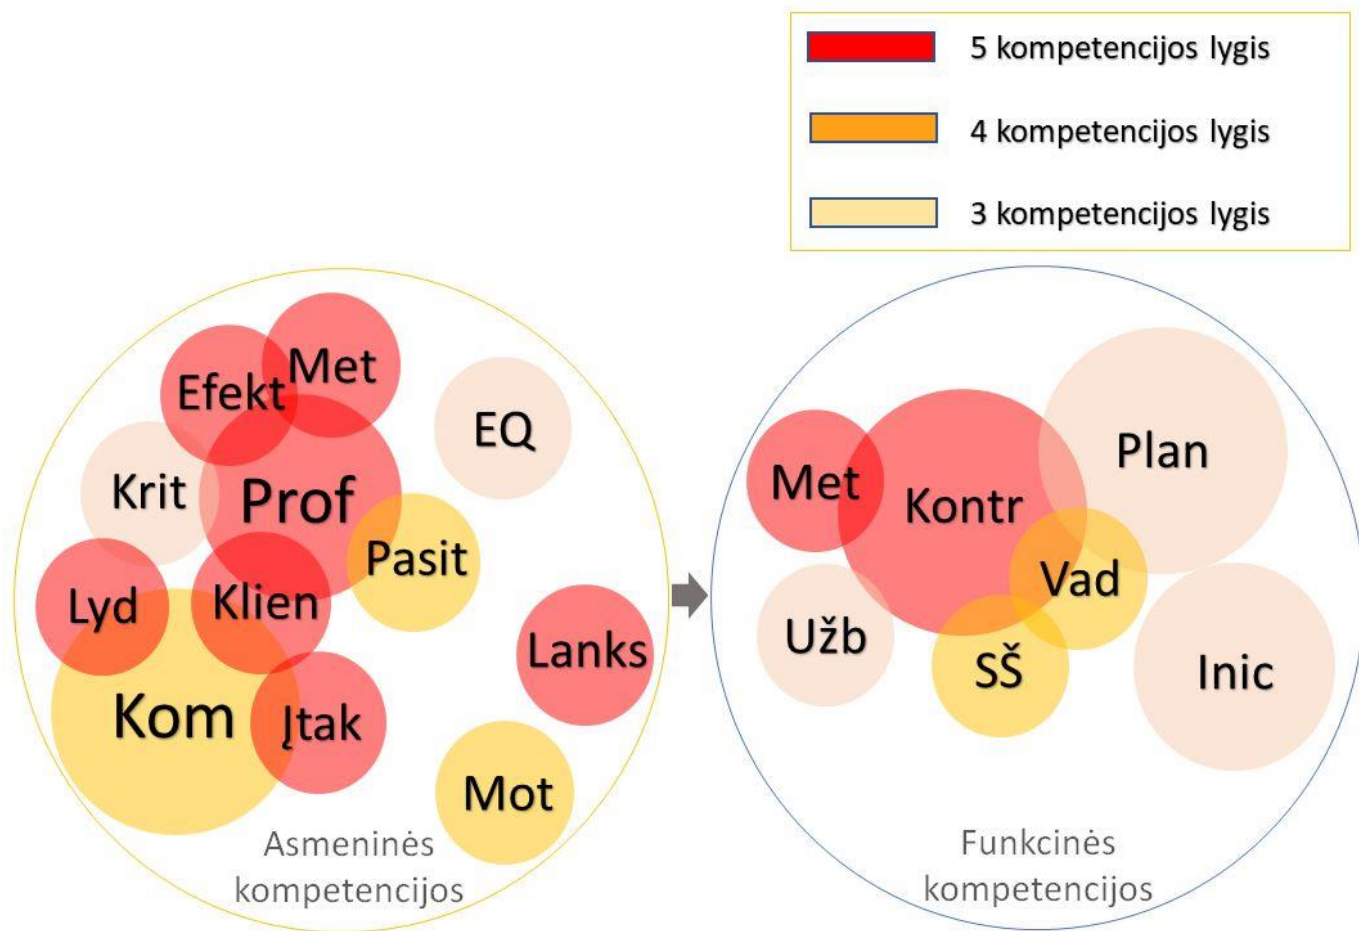 5 kompetencijos lygis
4 kompetencijos lygis
3 kompetencijos lygis
Met
Efekt
EQ
Krit
Prof
Pasit
Lyd
Klien
Lanks
Kom
Įtak
Mot
Asmeninės
kompetencijos
Plan
Met
Kontr
Vad
Užb
SŠ
Inic
Funkcinės
kompetencijos